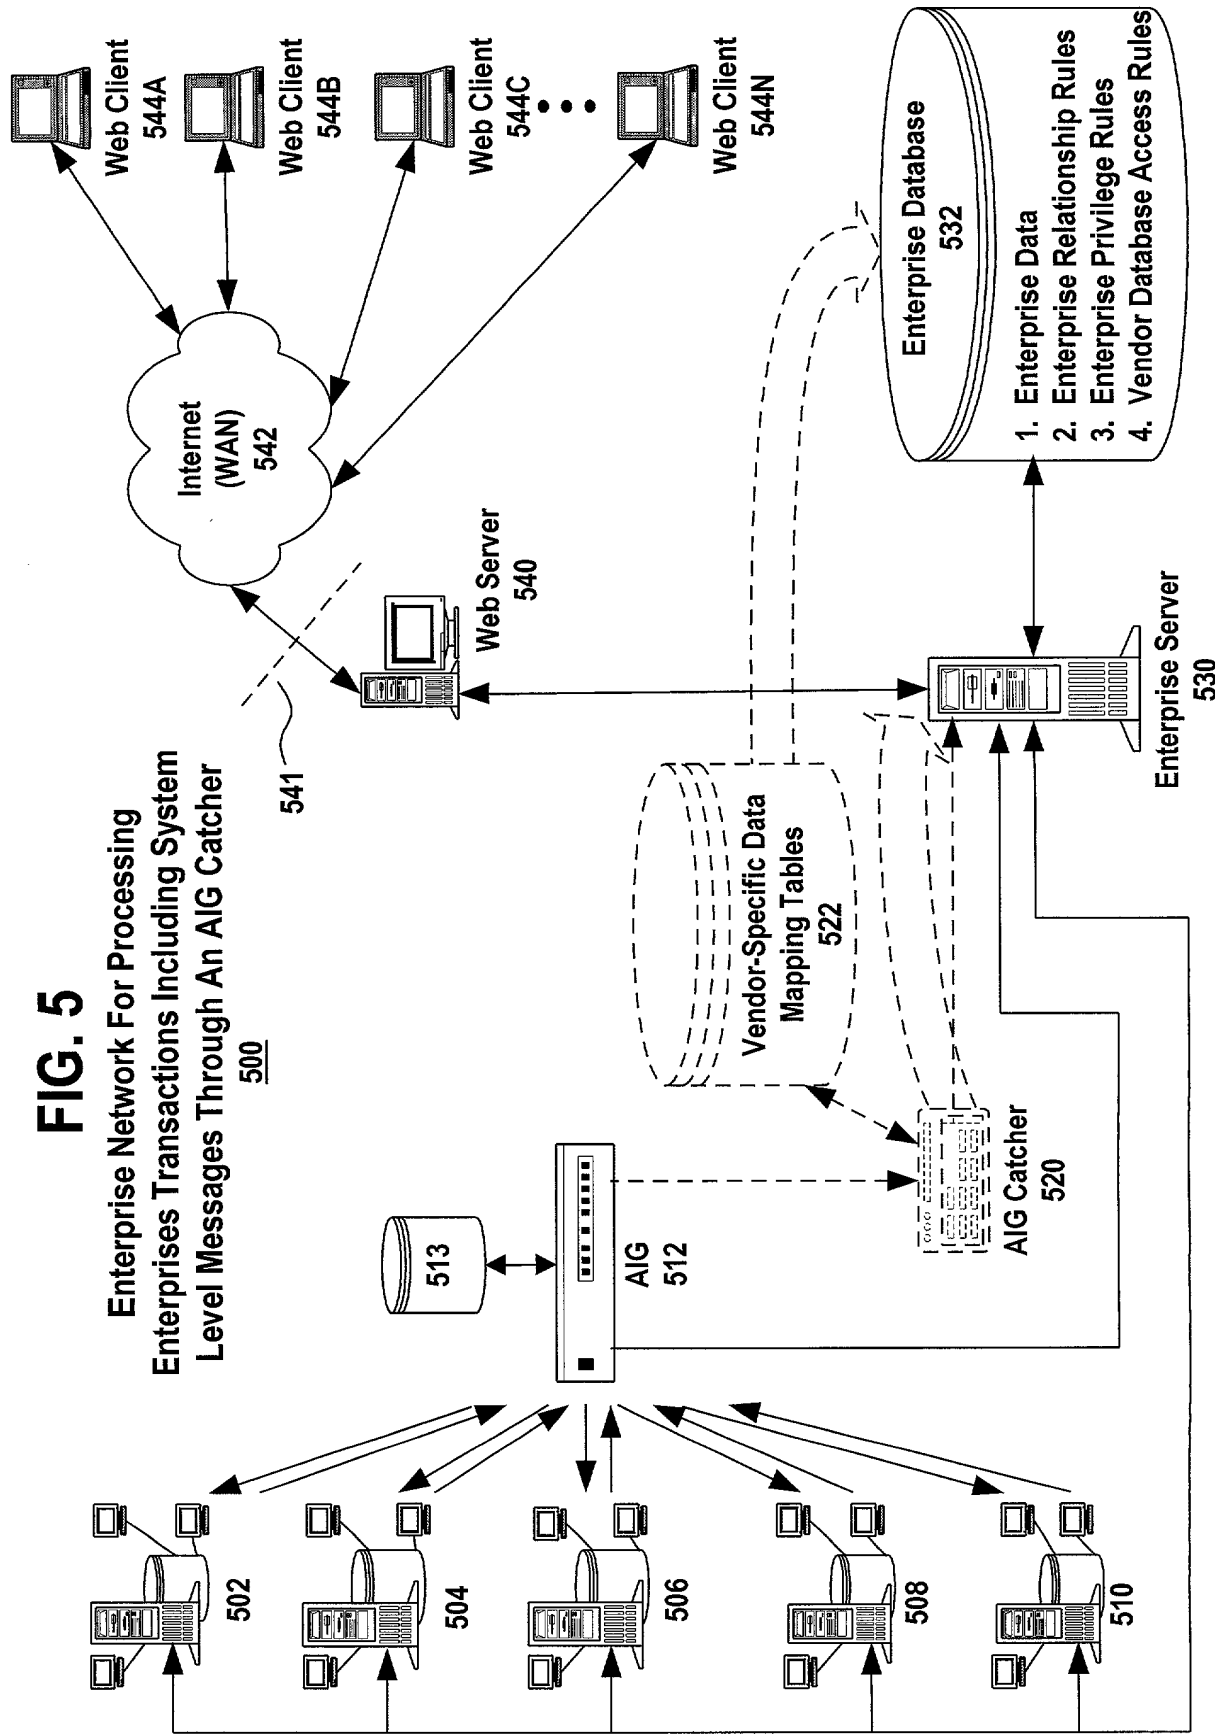 FIG. 5
Enterprise Network For Processing
Enterprises Transactions Including System
Level Messages Through An AIG Catcher
500
502
504
506
508
510
513
AIG
512
AIG Catcher
520
Vendor-Specific Data
Mapping Tables
522
541
Web Server
540
Internet
(WAN)
542
Web Client
544A
Web Client
544B
Web Client
544C
Web Client
544N
Enterprise Server
530
Enterprise Database
532
1. Enterprise Data
2. Enterprise Relationship Rules
3. Enterprise Privilege Rules
4. Vendor Database Access Rules